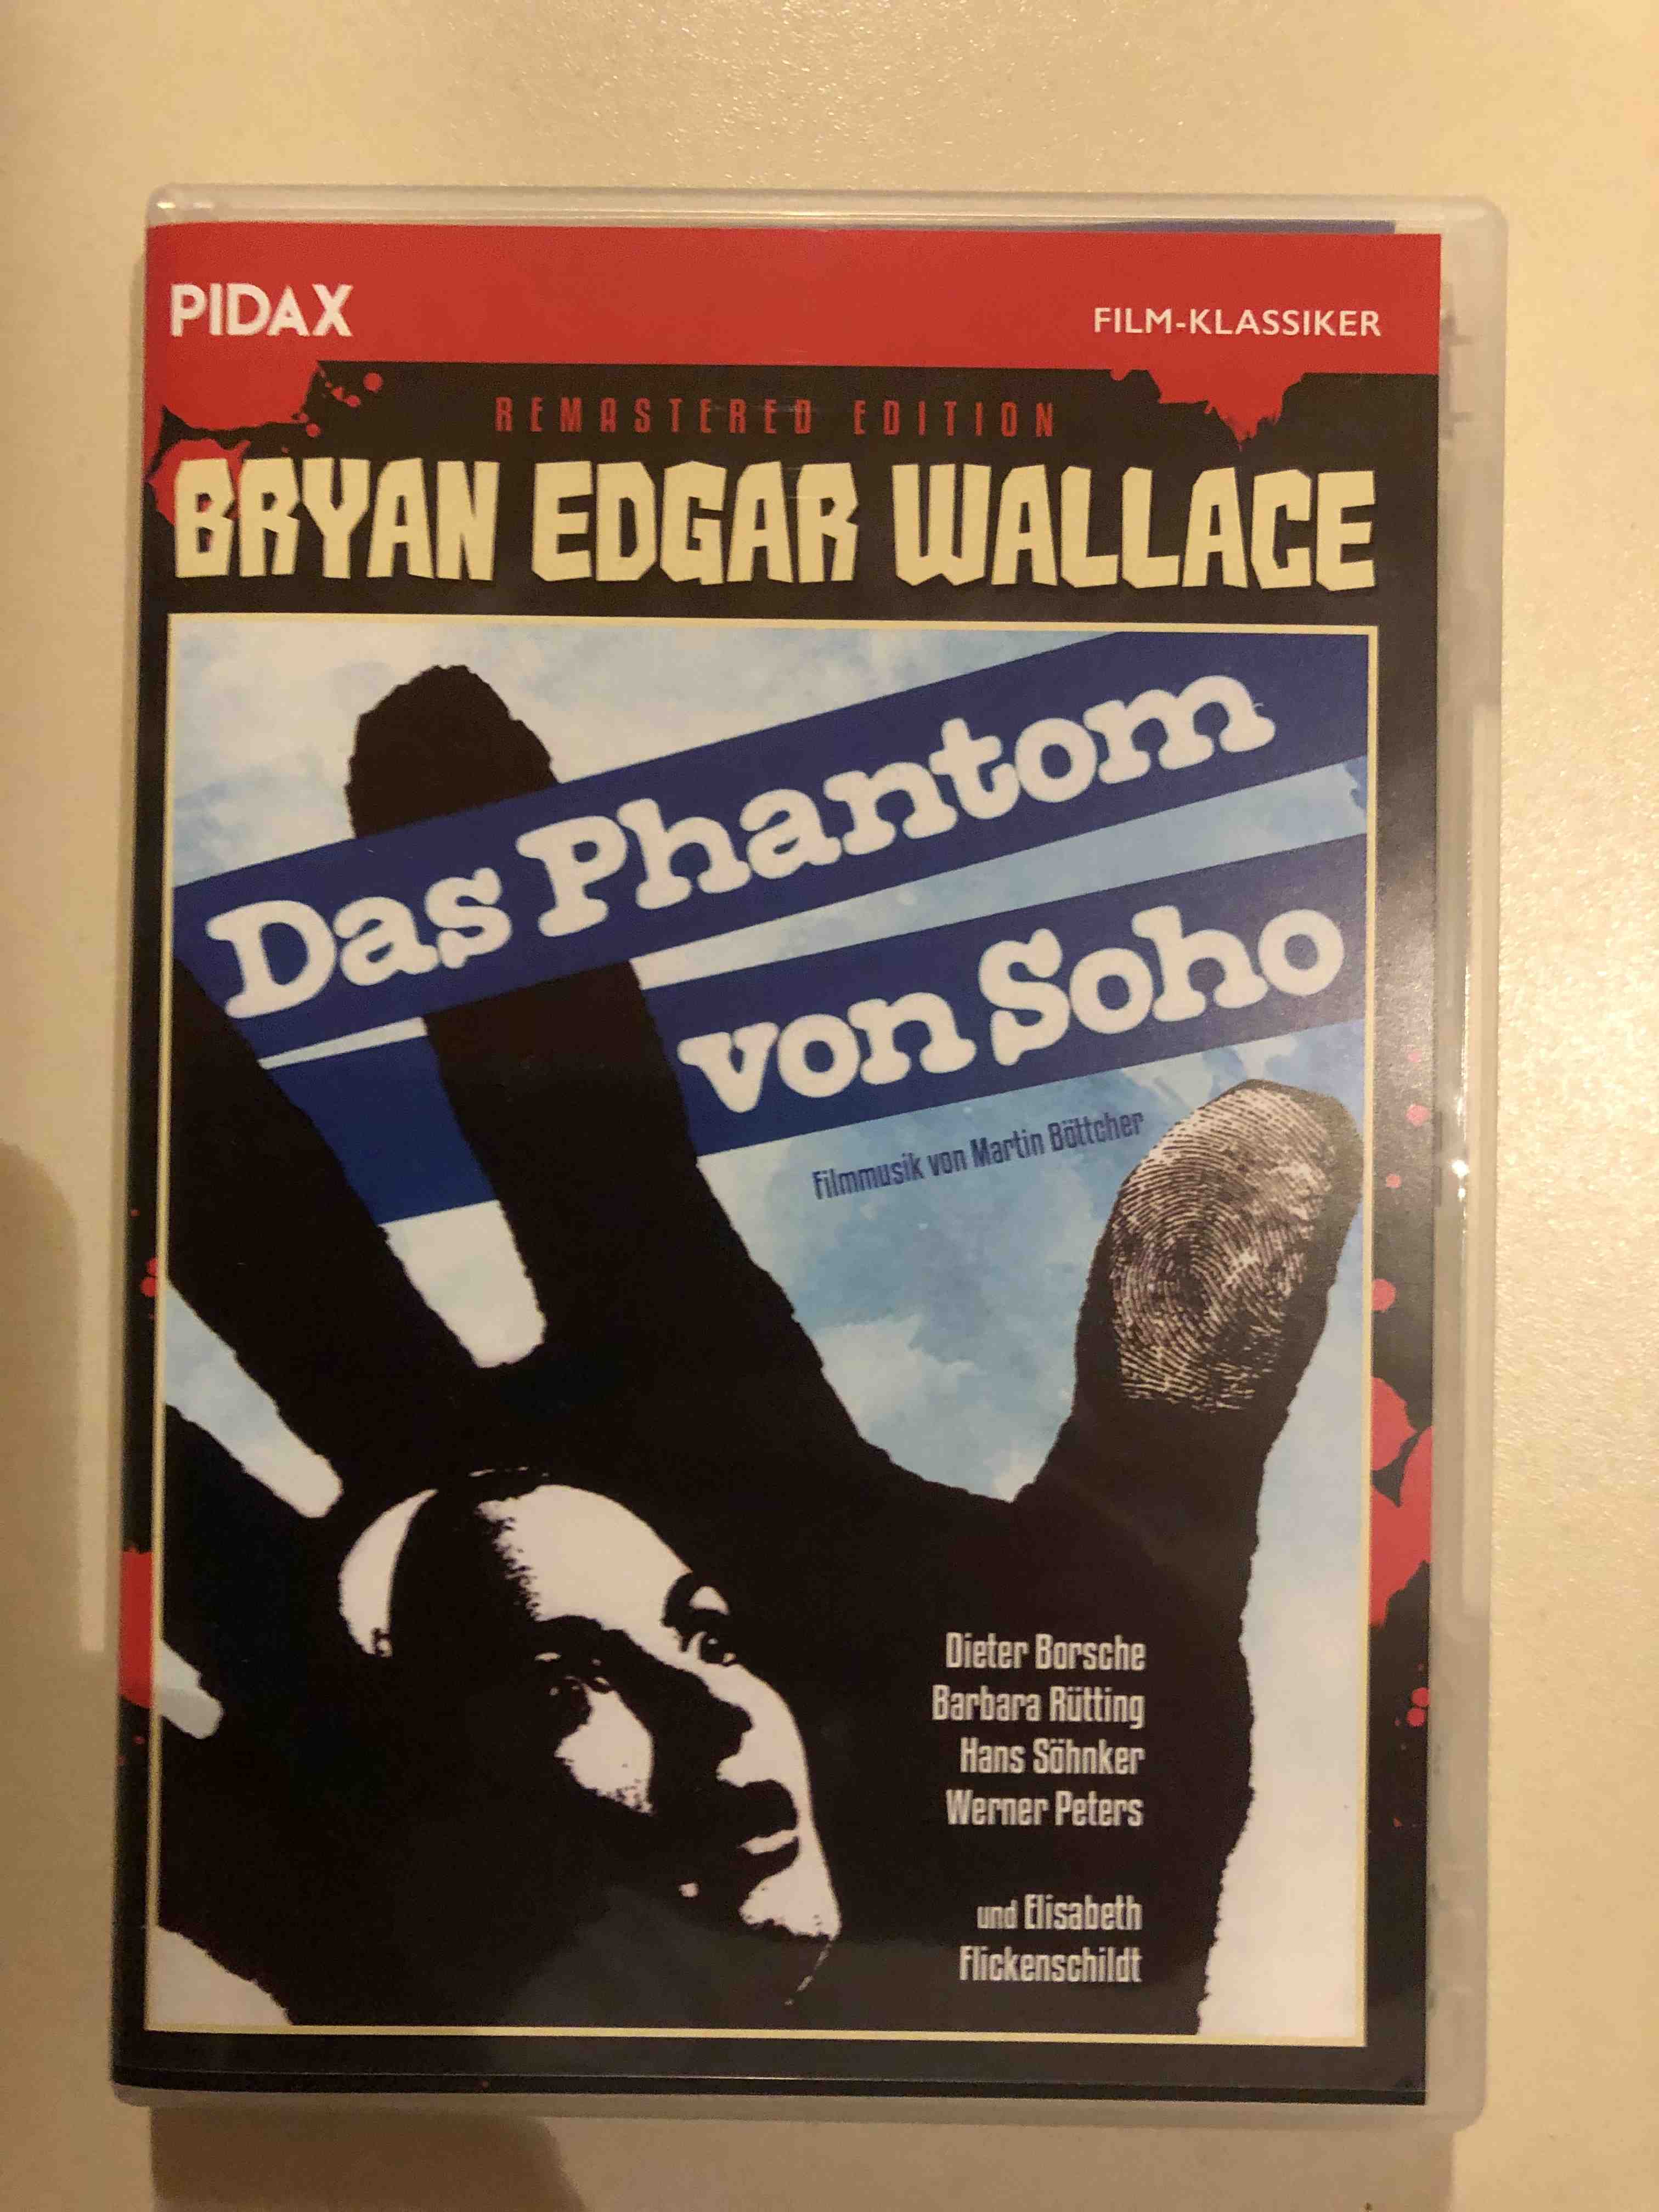 PIDAX
FILM-KLASSIKER
REMASTERED EDITION
BRYAN EDGAR WALLACE
Das Phantom
von Soho
Filmmusik von Martin Böttcher
Dieter Borsche
Barbara Rütting
Hans Söhnker
Werner Peters
und Elisabeth
Flickenschildt